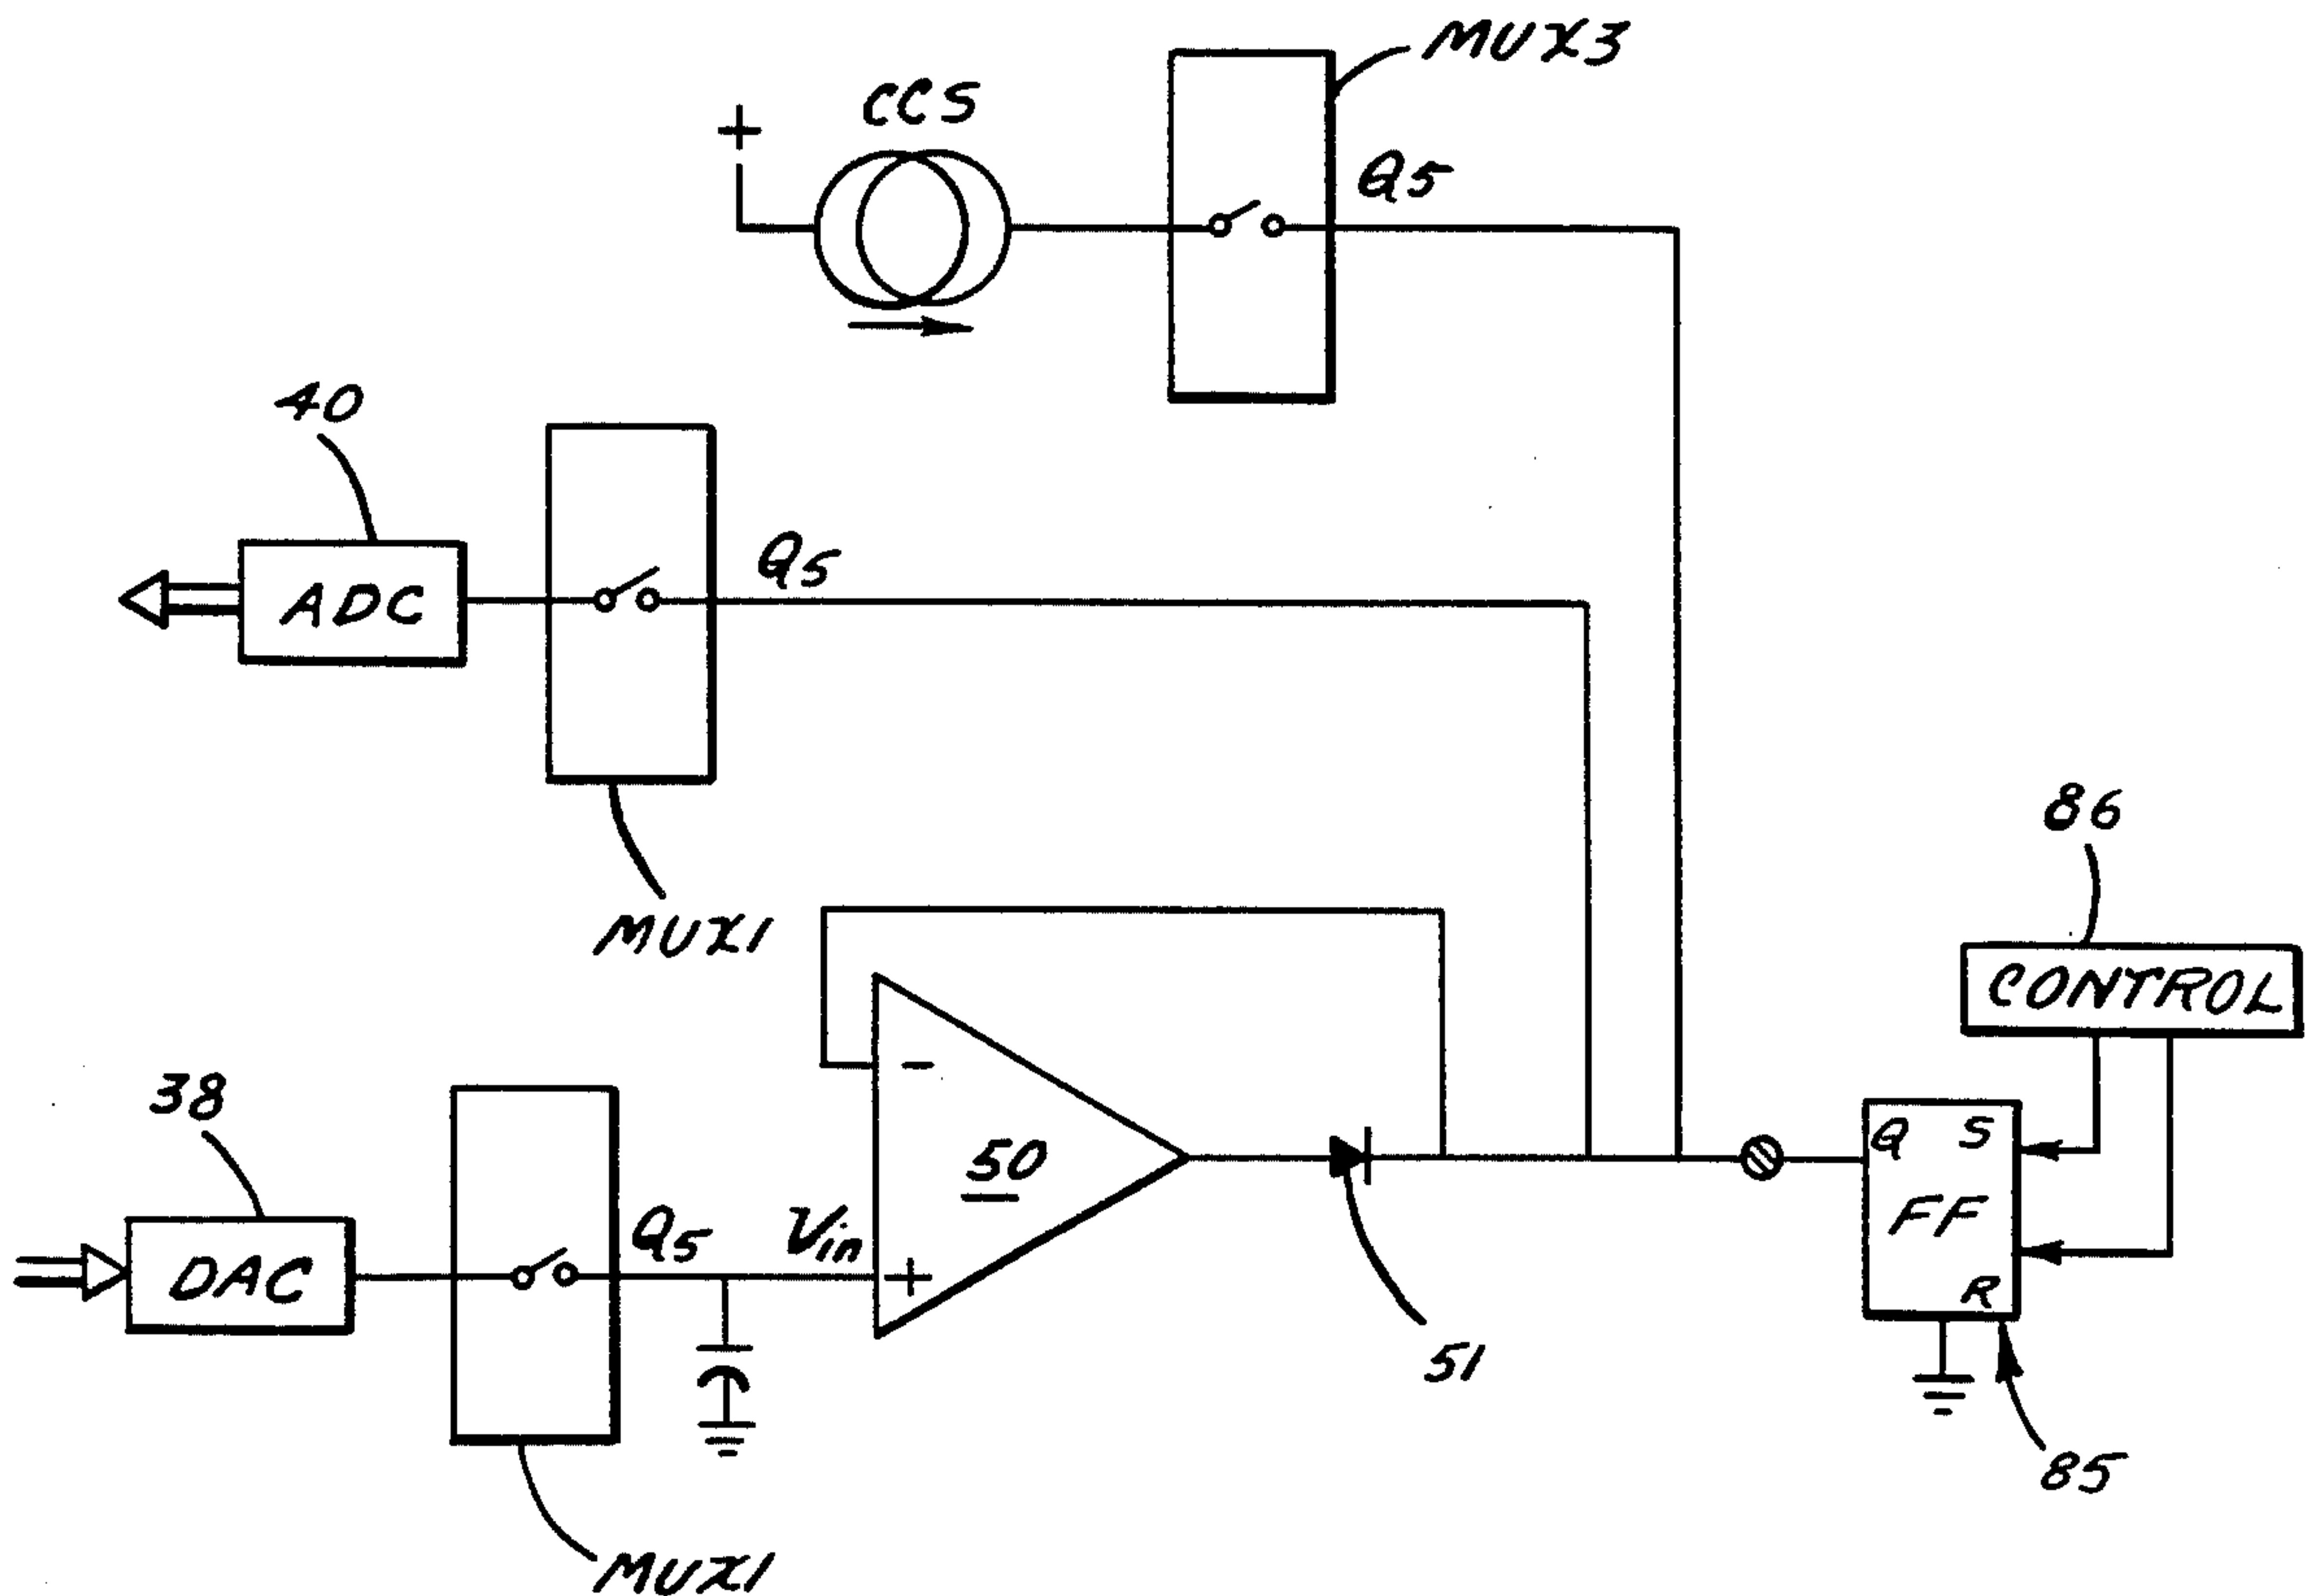 MUX3
CCS
+
Q5
40
ADC
Q5
MUX1
86
CONTROL
38
DAC
Q5
Vin
-
+
50
51
Q S
FF
R
85
MUX1